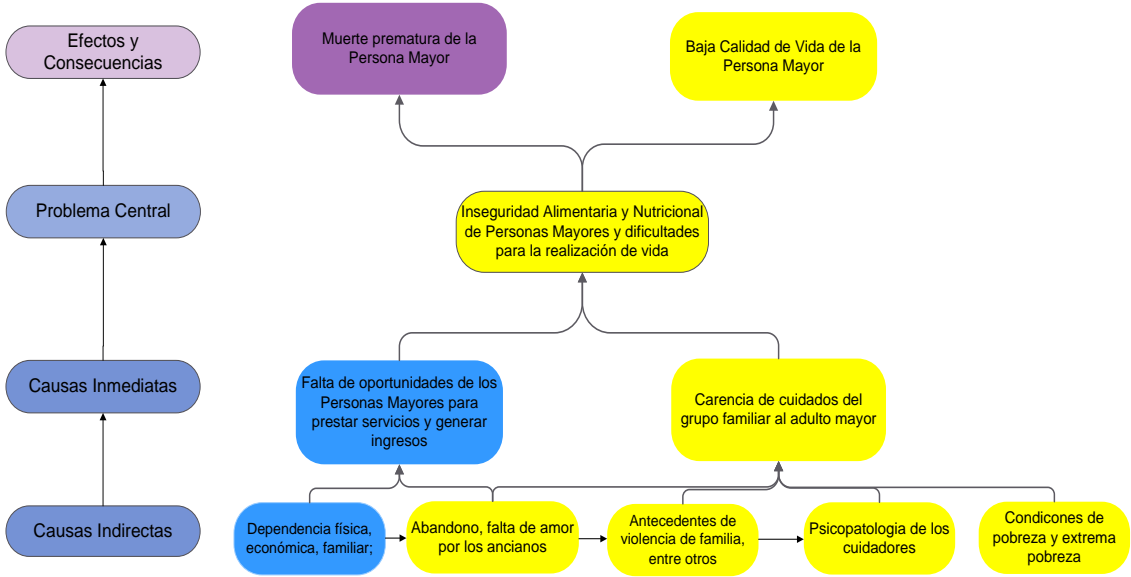 Efectos y
Consecuencias
Muerte prematura de la
Persona Mayor
Baja Calidad de Vida de la
Persona Mayor
Problema Central
Inseguridad Alimentaria y Nutricional
de Personas Mayores y dificultades
para la realización de vida
Causas Inmediatas
Falta de oportunidades de los
Personas Mayores para
prestar servicios y generar
ingresos
Carencia de cuidados del
grupo familiar al adulto mayor
Causas Indirectas
Dependencia física,
económica, familiar;
Abandono, falta de amor
por los ancianos
Antecedentes de
violencia de familia,
entre otros
Psicopatologia de los
cuidadores
Condicones de
pobreza y extrema
pobreza